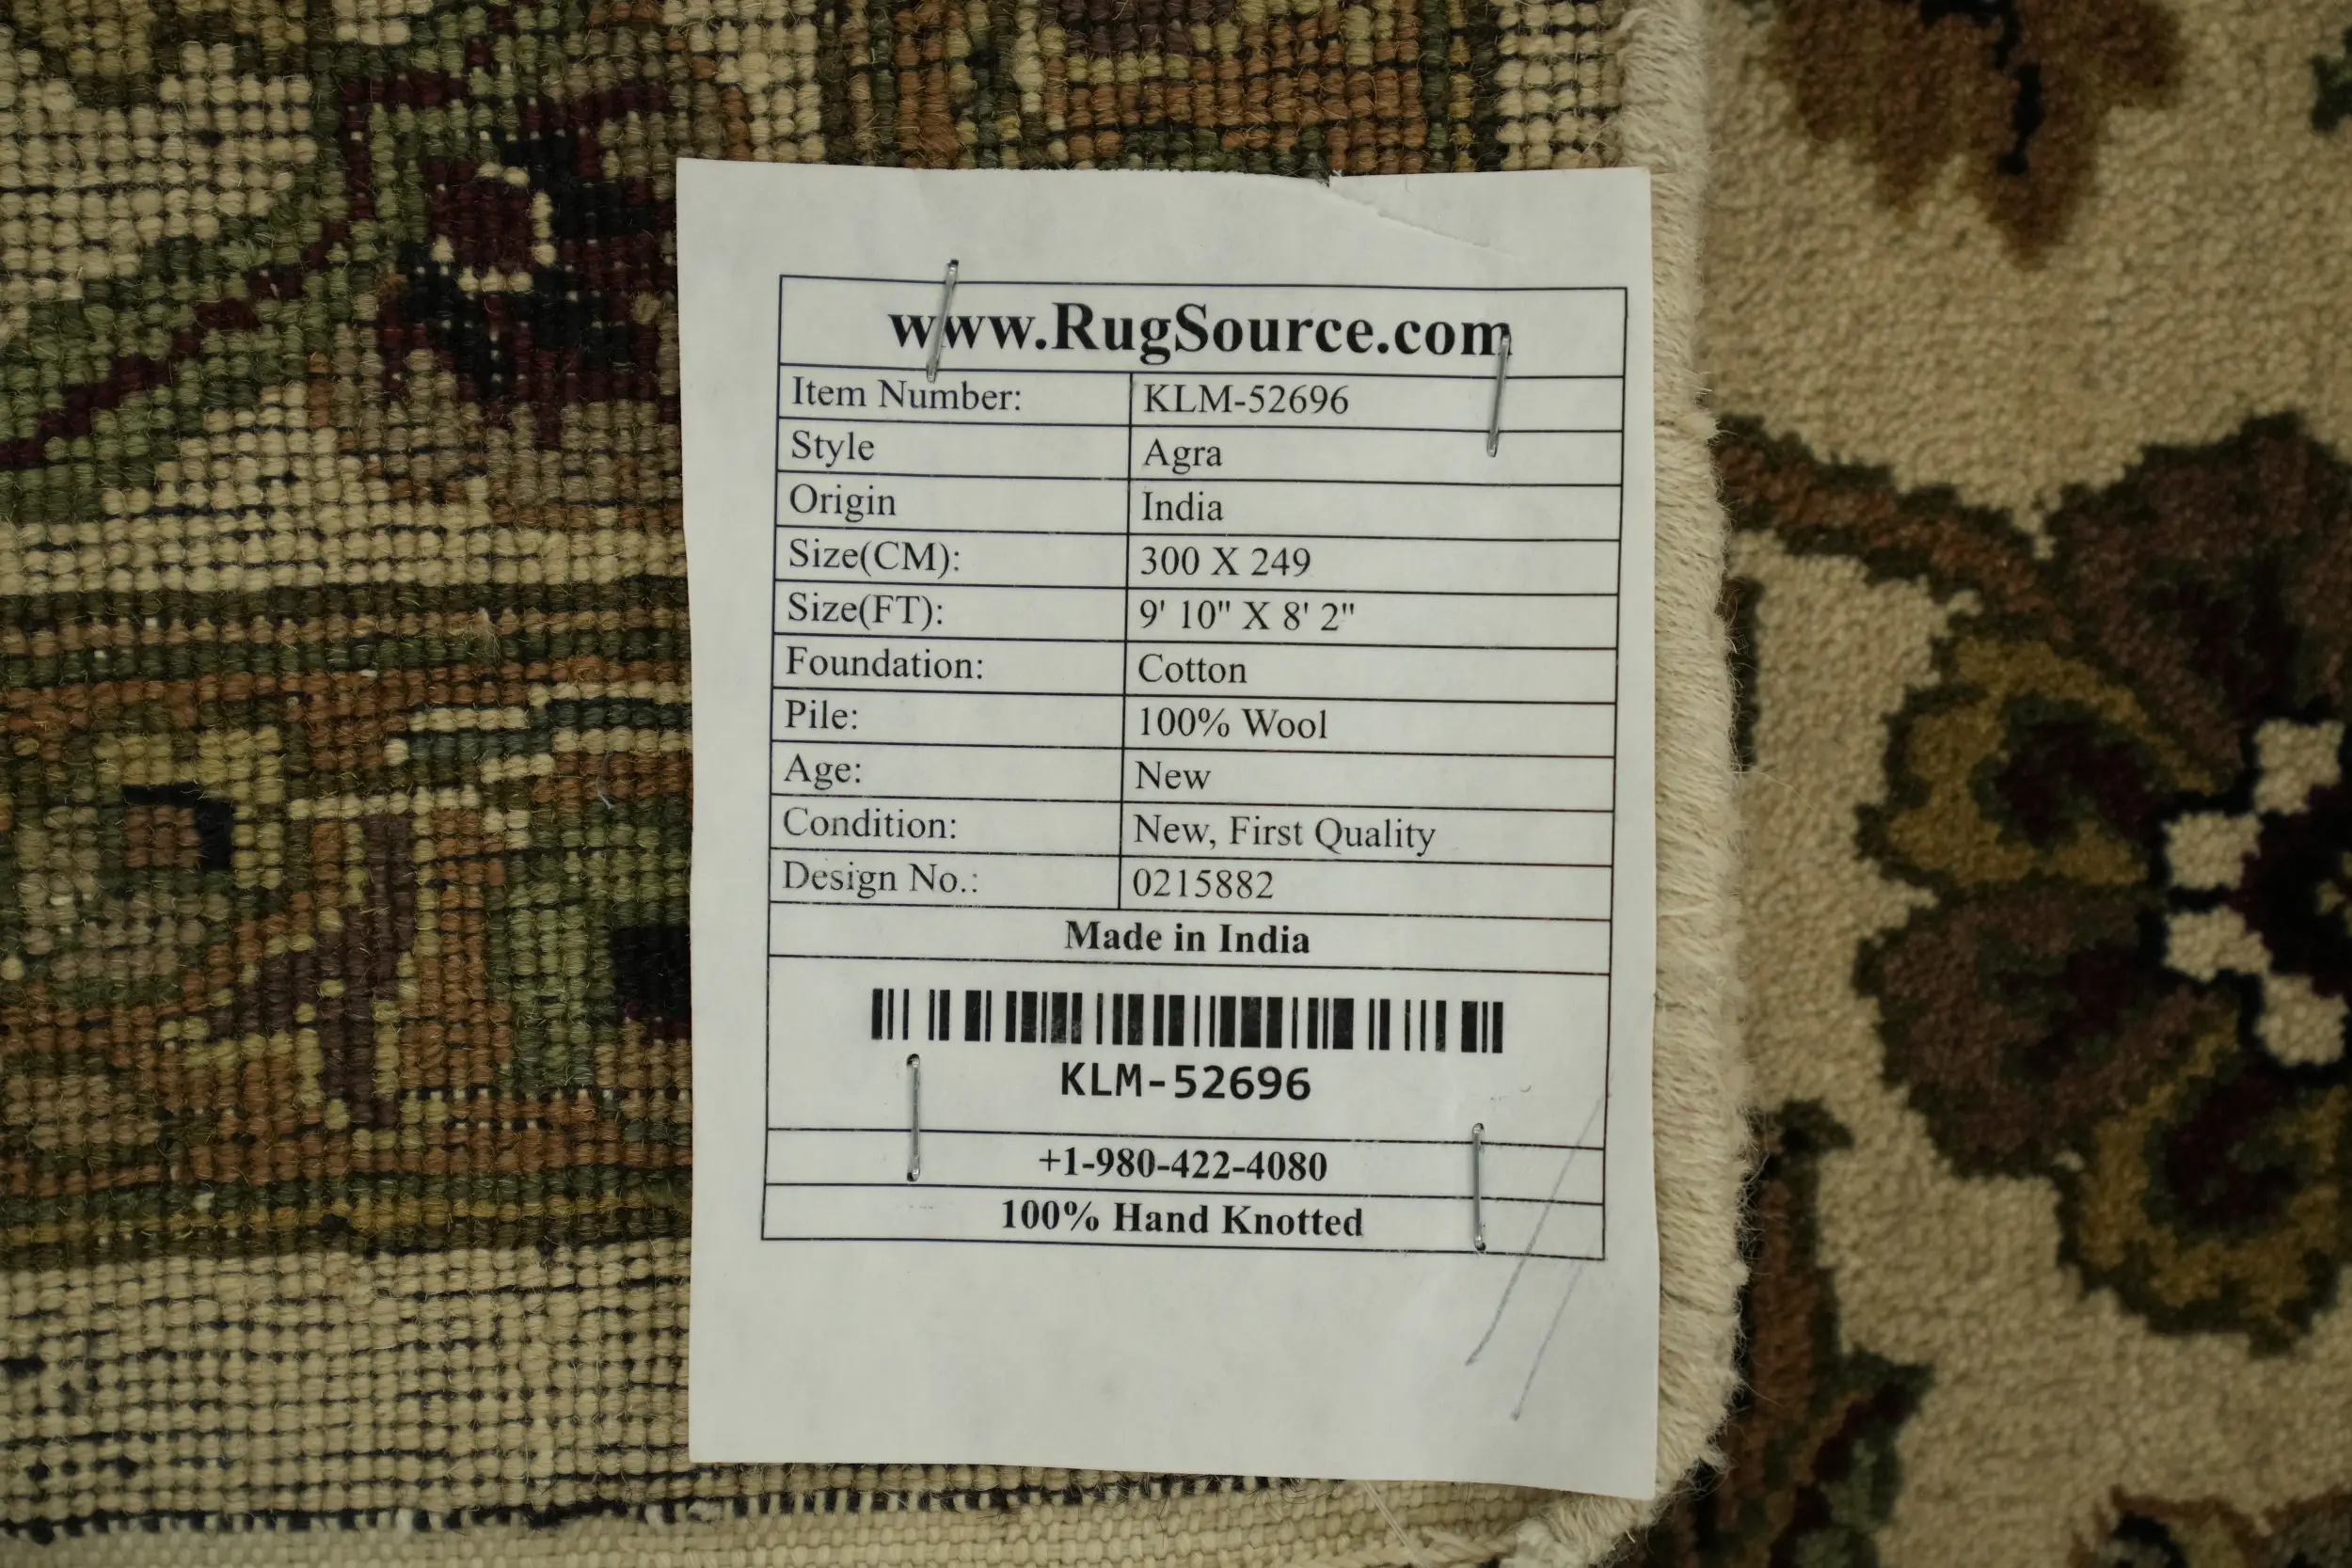 www.RugSource.com
Item Number: KLM-52696
Style Agra
Origin India
Size(CM): 300 X 249
Size(FT): 9' 10" X 8' 2"
Foundation: Cotton
Pile: 100% Wool
Age: New
Condition: New, First Quality
Design No.: 0215882
Made in India
KLM-52696
+1-980-422-4080
100% Hand Knotted